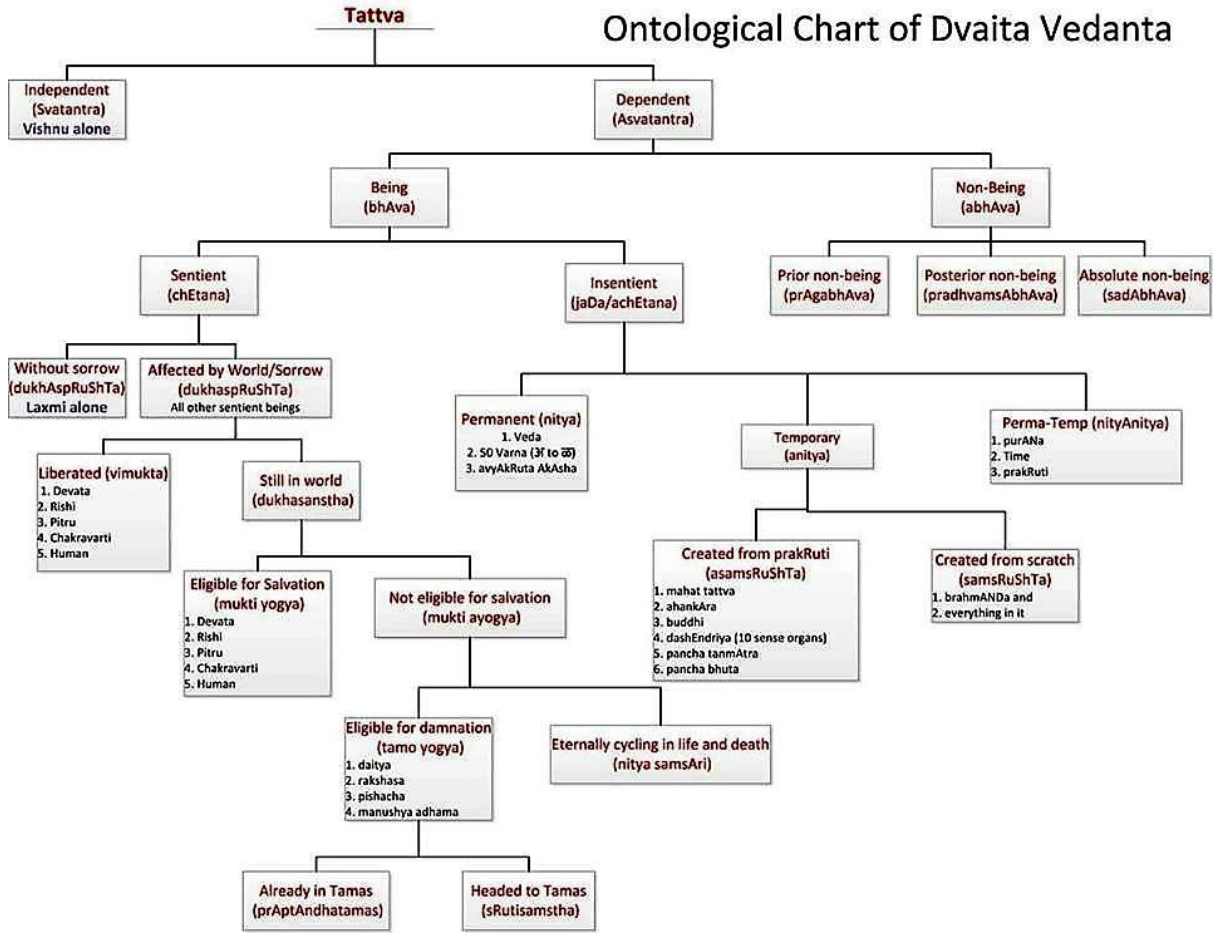 Tattva
Ontological Chart of Dvaita Vedanta
Independent
(Svatantra)
Vishnu alone
Dependent
(Asvatantra)
Being
(bhAva)
Non-Being
(abhAva)
Sentient
(chEtana)
Insentient
(jaDa/achEtana)
Prior non-being
(prAgabhAva)
Posterior non-being
(pradhvamsAbhAva)
Absolute non-being
(sadAbhAva)
Without sorrow
(dukhAspRuShTa)
Laxmi alone
Affected by World/Sorrow
(dukhaspRuShTa)
All other sentient beings
Permanent (nitya)
1. Veda
2. 50 Varna (ॐ to ಹ)
3. avyAkRuta AkAsha
Temporary
(anitya)
Perma-Temp (nityAnitya)
1. purANa
2. Time
3. prakRuti
Liberated (vimukta)
1. Devata
2. Rishi
3. Pitru
4. Chakravarti
5. Human
Still in world
(dukhasanstha)
Created from prakRuti
(asamsRuShTa)
1. mahat tattva
2. ahankAra
3. buddhi
4. dashEndriya (10 sense organs)
5. pancha tanmAtra
6. pancha bhuta
Created from scratch
(samsRuShTa)
1. brahmANDa and
2. everything in it
Eligible for Salvation
(mukti yogya)
1. Devata
2. Rishi
3. Pitru
4. Chakravarti
5. Human
Not eligible for salvation
(mukti ayogya)
Eligible for damnation
(tamo yogya)
1. daitya
2. rakshasa
3. pishacha
4. manushya adhama
Eternally cycling in life and death
(nitya samsAri)
Already in Tamas
(prAptAndhatamas)
Headed to Tamas
(sRutisamstha)